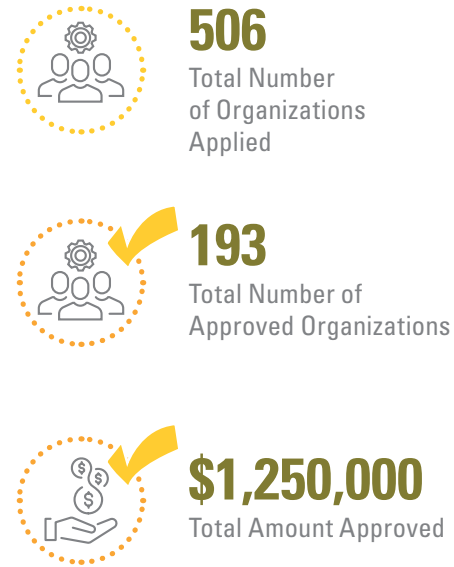 506
Total Number
of Organizations
Applied
193
Total Number of
Approved Organizations
$
$
$
$1,250,000
Total Amount Approved